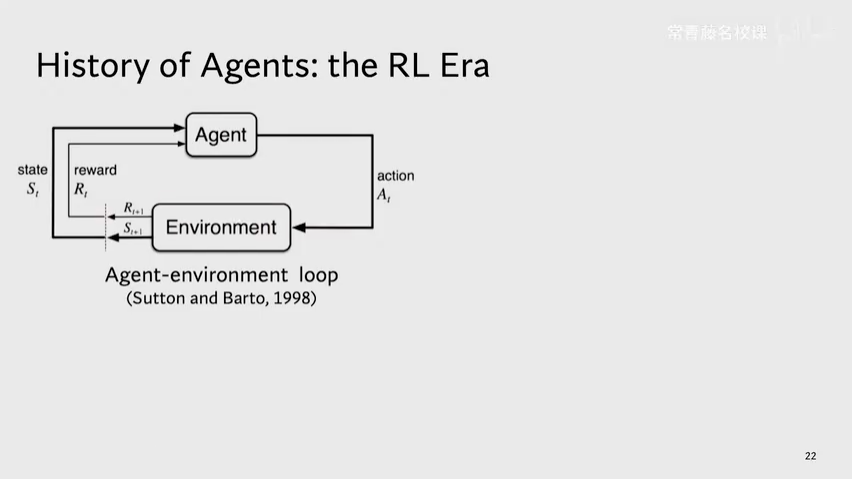 常青藤名校课
History of Agents: the RL Era
Agent
state
reward
action
S_t
R_t
A_t
R_{t+1}
S_{t+1}
Environment
Agent-environment loop
(Sutton and Barto, 1998)
22